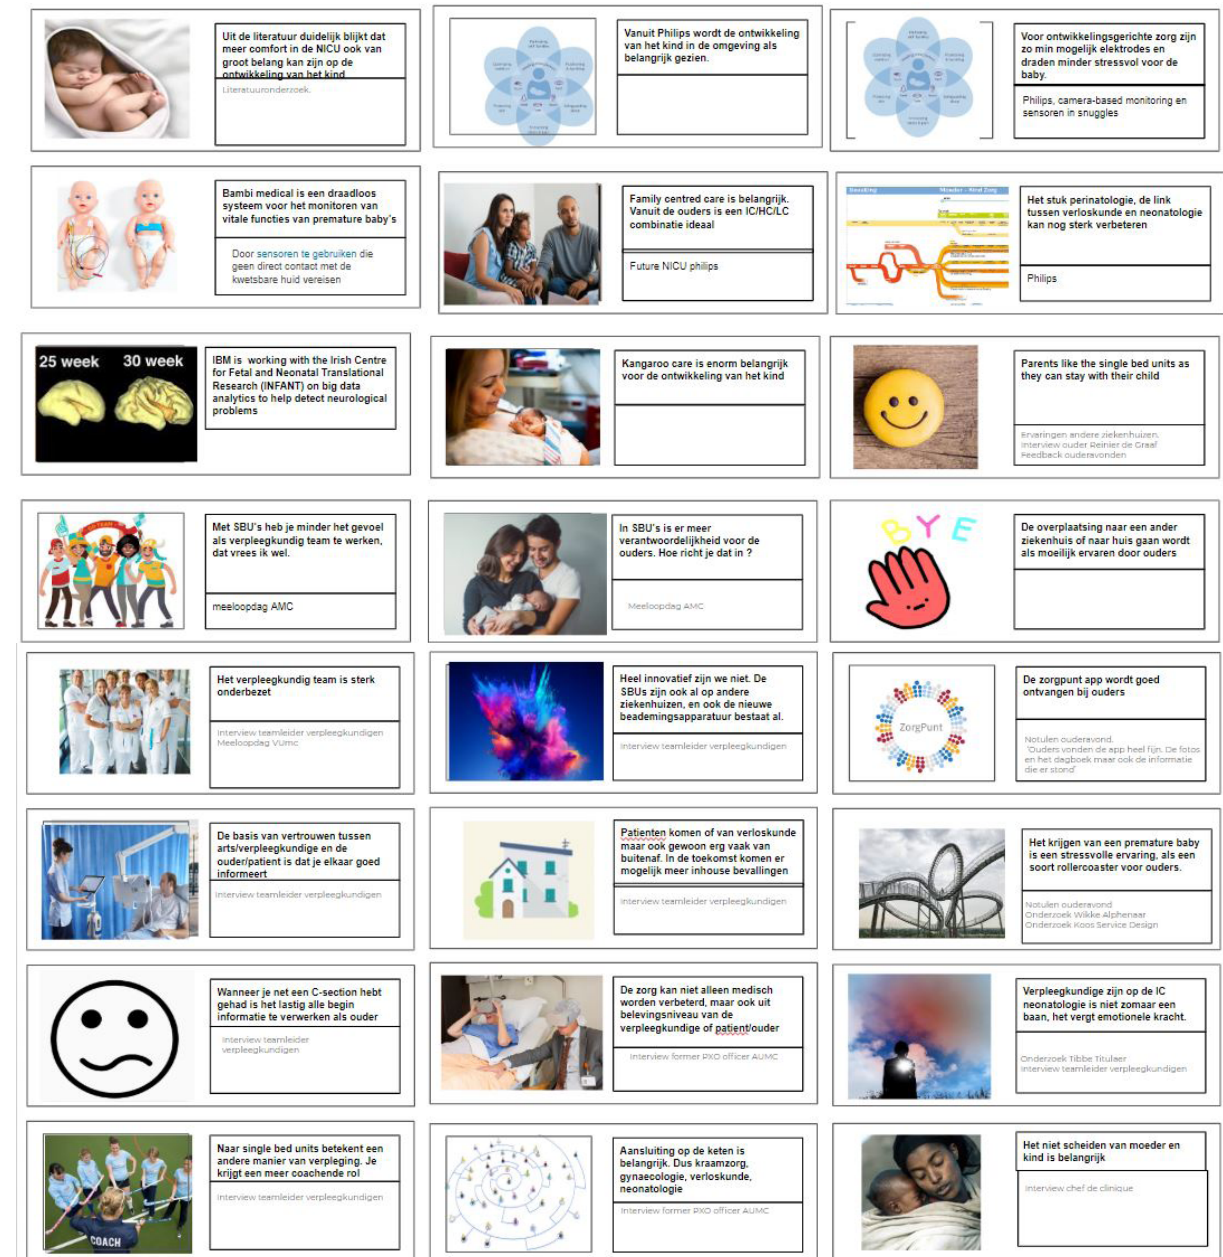 Uit de literatuur duidelijk blijkt dat
meer comfort in de NICU ook van
groot belang kan zijn op de
ontwikkeling van het kind
Literatuuronderzoek.
Vanuit Philips wordt de ontwikkeling
van het kind in de omgeving als
belangrijk gezien.
Voor ontwikkelingsgerichte zorg zijn
zo min mogelijk elektrodes en
draden minder stressvol voor de
baby.
Philips, camera-based monitoring en
sensoren in snuggles
Bambi medical is een draadloos
systeem voor het monitoren van
vitale functies van premature baby's
Door sensoren te gebruiken die
geen direct contact met de
kwetsbare huid vereisen
Family centred care is belangrijk.
Vanuit de ouders is een IC/HC/LC
combinatie ideaal
Future NICU philips
Moeder - Kind Zorg
Het stuk perinatologie, de link
tussen verloskunde en neonatologie
kan nog sterk verbeteren
Philips
25 week 30 week
IBM is working with the Irish Centre
for Fetal and Neonatal Translational
Research (INFANT) on big data
analytics to help detect neurological
problems
Kangaroo care is enorm belangrijk
voor de ontwikkeling van het kind
Parents like the single bed units as
they can stay with their child
Ervaringen andere ziekenhuizen.
Interview ouder Reinier de Graaf
Feedback ouderavonden
Met SBU's heb je minder het gevoel
als verpleegkundig team te werken,
dat vrees ik wel.
meeloopdag AMC
In SBU's is er meer
verantwoordelijkheid voor de
ouders. Hoe richt je dat in ?
Meeloopdag AMC
BYE
De overplaatsing naar een ander
ziekenhuis of naar huis gaan wordt
als moeilijk ervaren door ouders
Het verpleegkundig team is sterk
onderbezet
Interview teamleider verpleegkundigen
Meeloopdag VUmc
Heel innovatief zijn we niet. De
SBUs zijn ook al op andere
ziekenhuizen, en ook de nieuwe
beademingsapparatuur bestaat al.
Interview teamleider verpleegkundigen
ZorgPunt
De zorgpunt app wordt goed
ontvangen bij ouders
Notulen ouderavond.
'Ouders vonden de app heel fijn. De fotos
en het dagboek maar ook de informatie
die er stond'
De basis van vertrouwen tussen
arts/verpleegkundige en de
ouder/patient is dat je elkaar goed
informeert
Interview teamleider verpleegkundigen
Patienten komen of van verloskunde
maar ook gewoon erg vaak van
buitenaf. In de toekomst komen er
mogelijk meer inhouse bevallingen
Interview teamleider verpleegkundigen
Het krijgen van een premature baby
is een stressvolle ervaring, als een
soort rollercoaster voor ouders.
Notulen ouderavond
Onderzoek Wikke Alphenaar
Onderzoek Koos Service Design
Wanneer je net een C-section hebt
gehad is het lastig alle begin
informatie te verwerken als ouder
Interview teamleider
verpleegkundigen
De zorg kan niet alleen medisch
worden verbeterd, maar ook uit
belevingsniveau van de
verpleegkundige of patient/ouder
Interview former PXO officer AUMC
Verpleegkundige zijn op de IC
neonatologie is niet zomaar een
baan, het vergt emotionele kracht.
Onderzoek Tibbe Titulaer
Interview teamleider verpleegkundigen
COACH
Naar single bed units betekent een
andere manier van verpleging. Je
krijgt een meer coachende rol
Interview teamleider verpleegkundigen
Aansluiting op de keten is
belangrijk. Dus kraamzorg,
gynaecologie, verloskunde,
neonatologie
Interview former PXO officer AUMC
Het niet scheiden van moeder en
kind is belangrijk
Interview chef de clinique